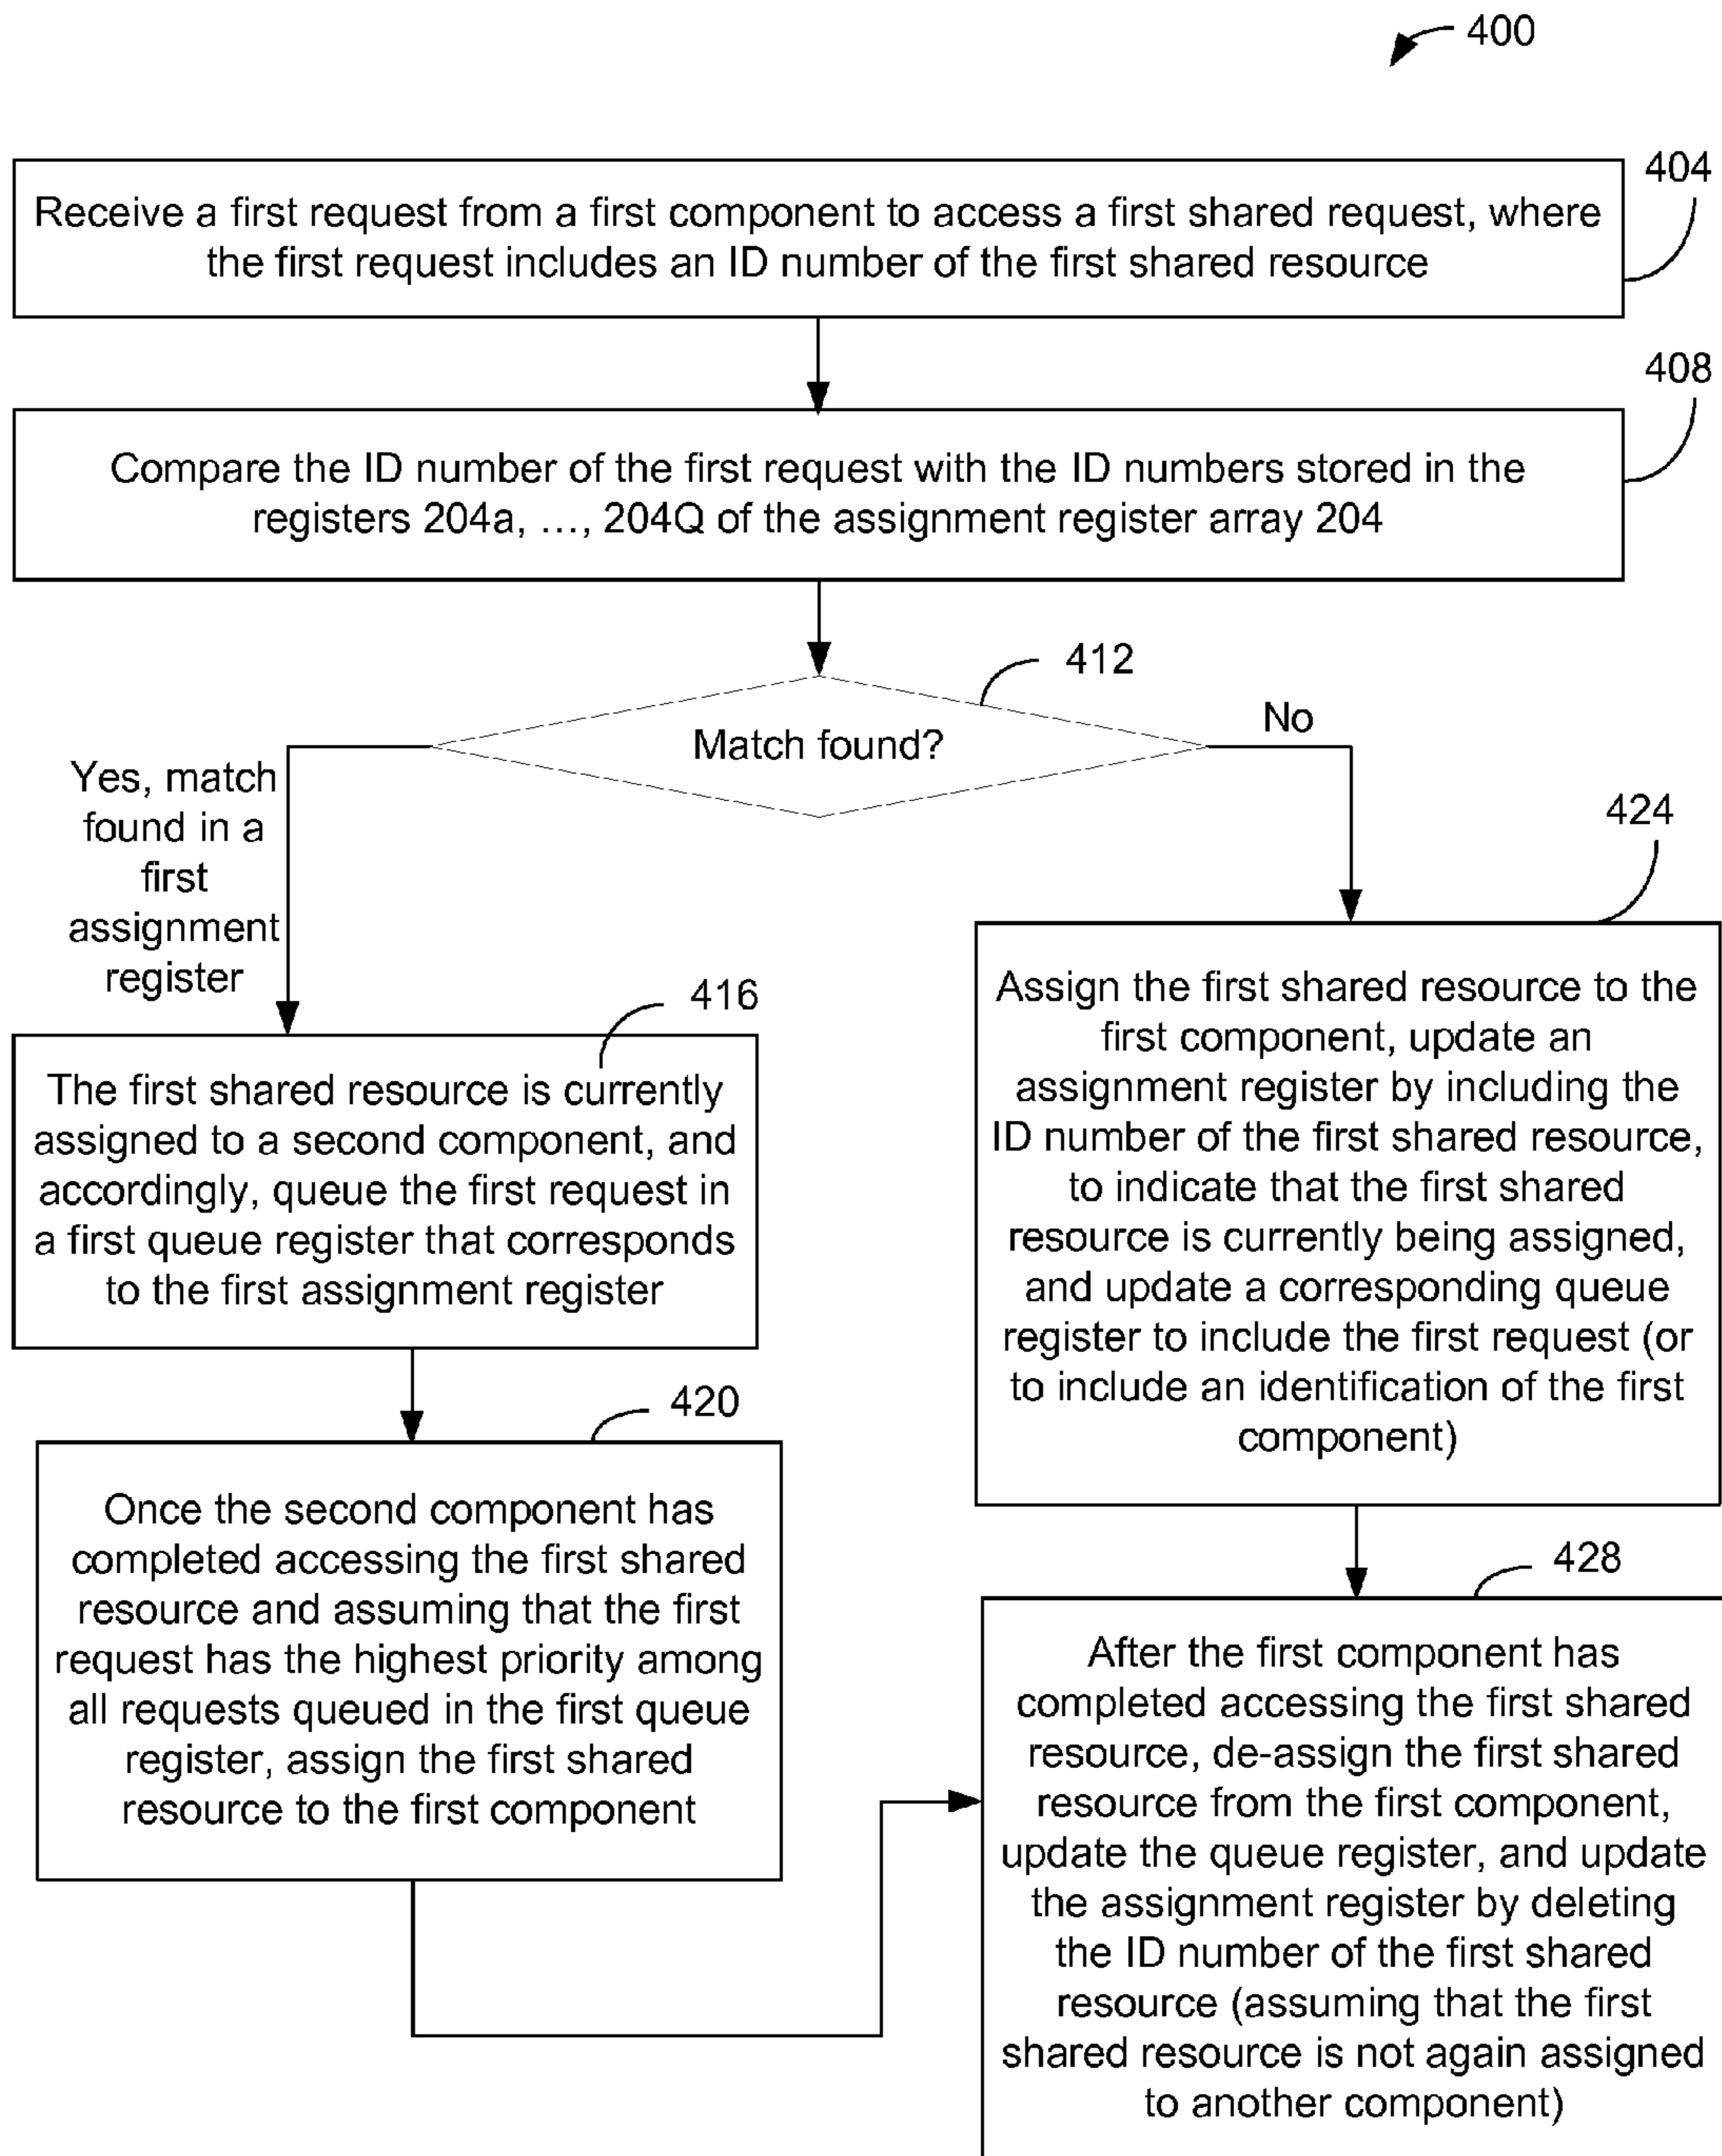 400
404
Receive a first request from a first component to access a first shared request, where
the first request includes an ID number of the first shared resource
408
Compare the ID number of the first request with the ID numbers stored in the
registers 204a, ..., 204Q of the assignment register array 204
412
Match found?
No
Yes, match
found in a
first
assignment
register
416
The first shared resource is currently
assigned to a second component, and
accordingly, queue the first request in
a first queue register that corresponds
to the first assignment register
424
Assign the first shared resource to the
first component, update an
assignment register by including the
ID number of the first shared resource,
to indicate that the first shared
resource is currently being assigned,
and update a corresponding queue
register to include the first request (or
to include an identification of the first
component)
420
Once the second component has
completed accessing the first shared
resource and assuming that the first
request has the highest priority among
all requests queued in the first queue
register, assign the first shared
resource to the first component
428
After the first component has
completed accessing the first shared
resource, de-assign the first shared
resource from the first component,
update the queue register, and update
the assignment register by deleting
the ID number of the first shared
resource (assuming that the first
shared resource is not again assigned
to another component)